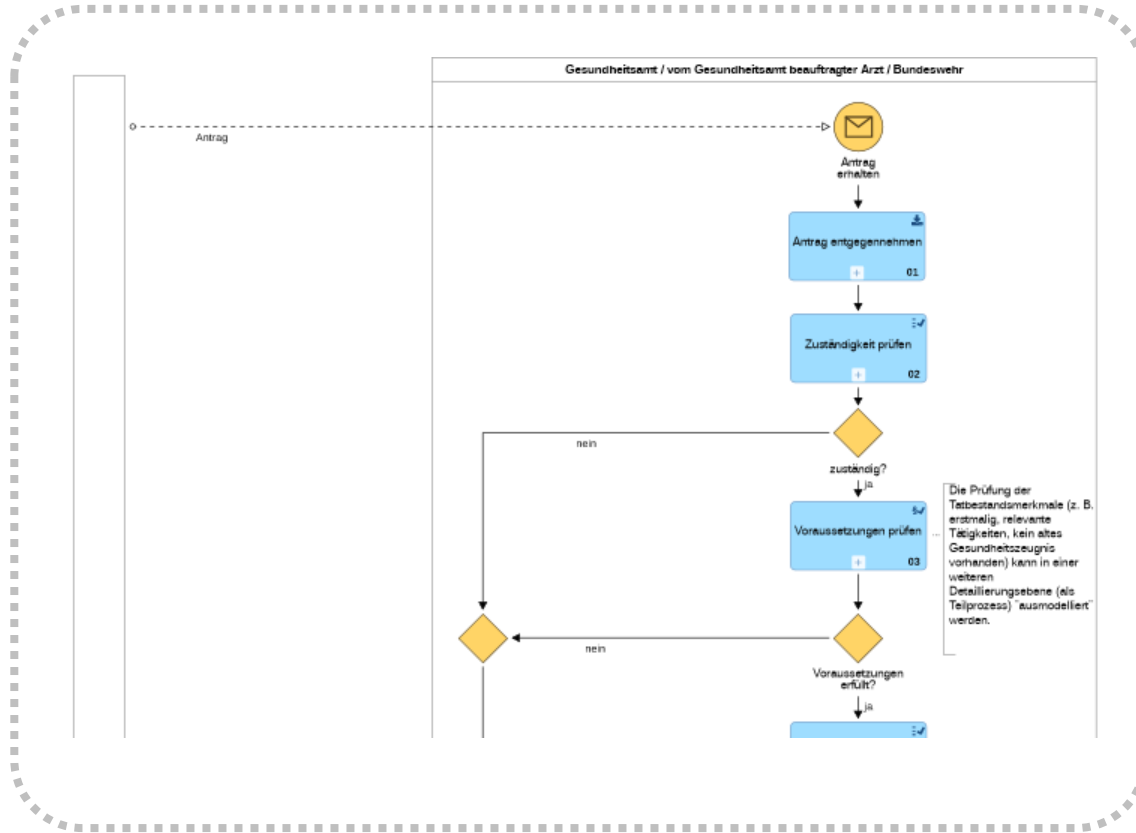 Gesundheitsamt / vom Gesundheitsamt beauftragter Arzt / Bundeswehr
Antrag
Antrag
erhalten
Antrag entgegennehmen
01
Zuständigkeit prüfen
02
nein
zuständig?
ja
Voraussetzungen prüfen
03
Die Prüfung der
Tatbestandsmerkmale (z. B.
erstmalig, relevante
Tätigkeiten, kein altes
Gesundheitszeugnis
vorhanden) kann in einer
weiteren
Detaillierungsebene (als
Teilprozess) "ausmodelliert"
werden.
nein
Voraussetzungen
erfüllt?
ja